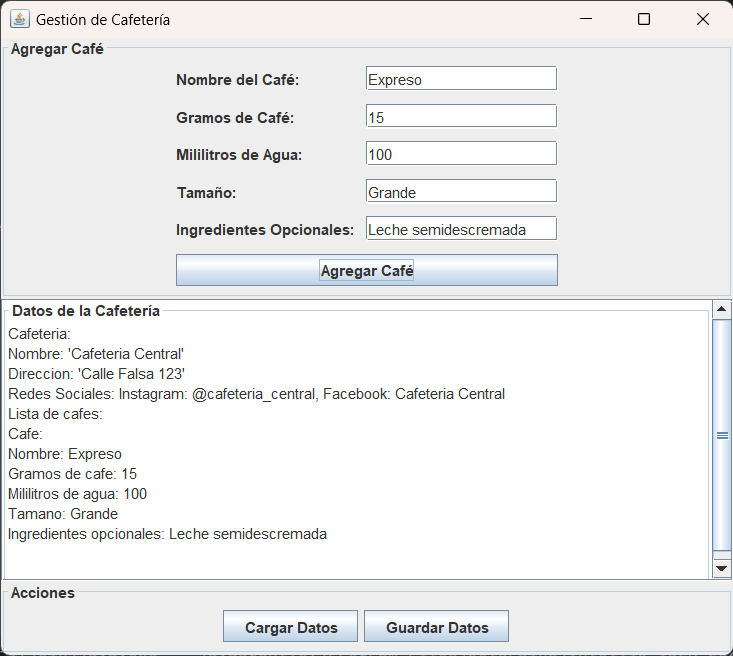 Gestión de Cafetería
Agregar Café
Nombre del Café: Expreso
Gramos de Café: 15
Mililitros de Agua: 100
Tamaño: Grande
Ingredientes Opcionales: Leche semidescremada
Agregar Café
Datos de la Cafetería
Cafeteria:
Nombre: 'Cafeteria Central'
Direccion: 'Calle Falsa 123'
Redes Sociales: Instagram: @cafeteria_central, Facebook: Cafeteria Central
Lista de cafes:
Cafe:
Nombre: Expreso
Gramos de cafe: 15
Mililitros de agua: 100
Tamano: Grande
Ingredientes opcionales: Leche semidescremada
Acciones
Cargar Datos Guardar Datos